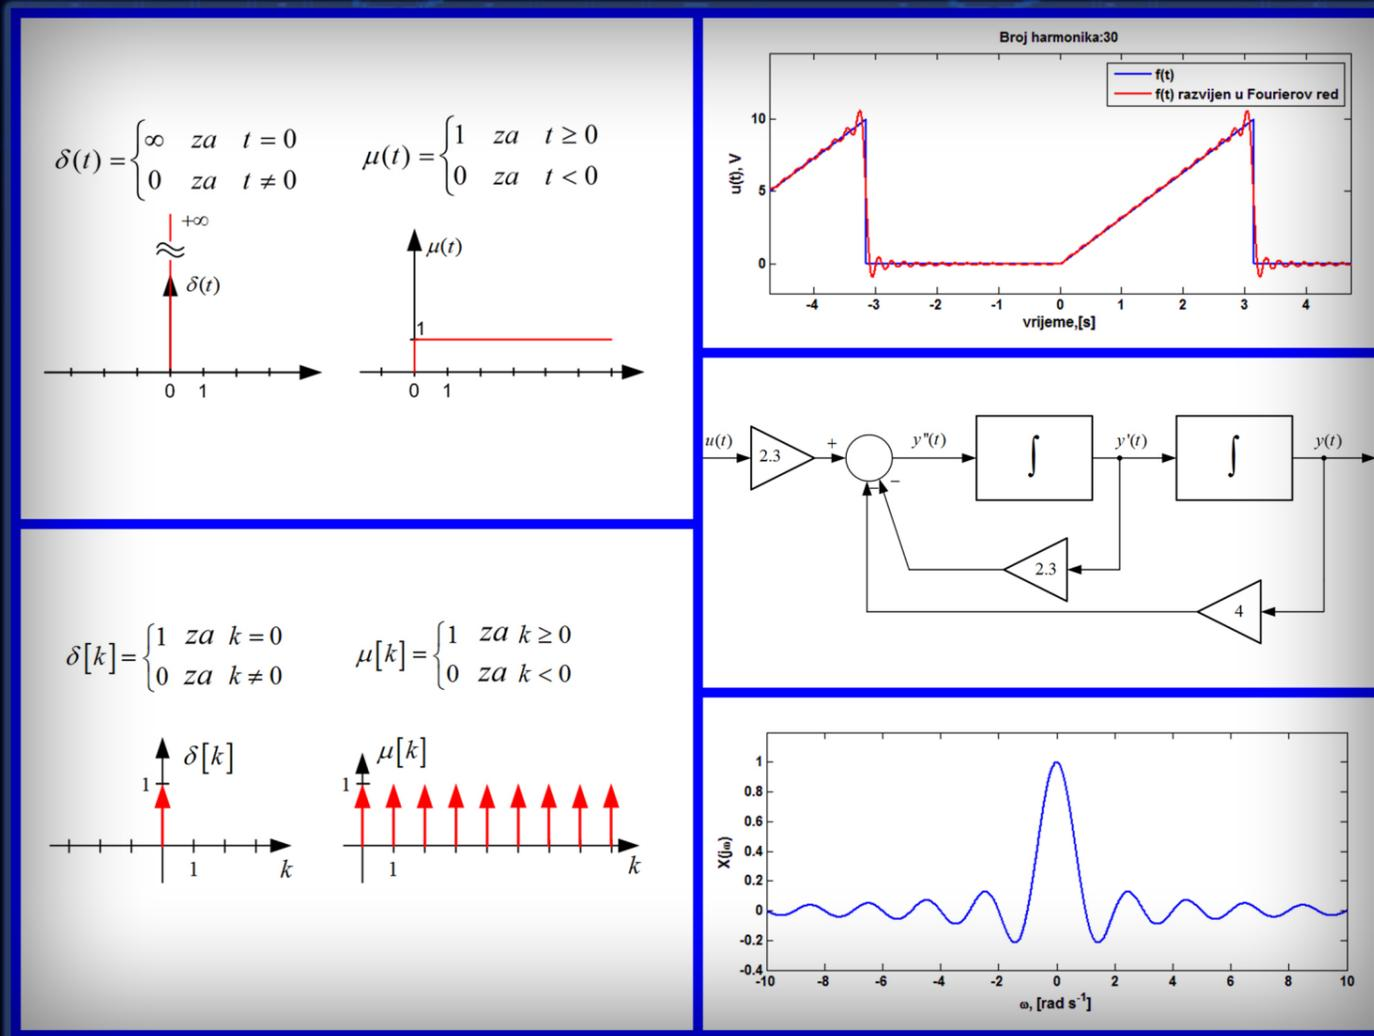 δ(t) = {∞ za t = 0
0 za t ≠ 0
μ(t) = {1 za t ≥ 0
0 za t < 0
+∞
δ(t)
0 1
μ(t)
1
0 1
δ[k] = {1 za k = 0
0 za k ≠ 0
μ[k] = {1 za k ≥ 0
0 za k < 0
δ[k]
1
1
k
μ[k]
1
1
k
Broj harmonika:30
f(t)
f(t) razvijen u Fourierov red
u(t), V
10
5
0
-4 -3 -2 -1 0 1 2 3 4
vrijeme,[s]
u(t) 2.3 + y''(t) ∫ y'(t) ∫ y(t)
− −
2.3
4
X(jω)
1
0.8
0.6
0.4
0.2
0
-0.2
-0.4
-10 -8 -6 -4 -2 0 2 4 6 8 10
ω, [rad s⁻¹]